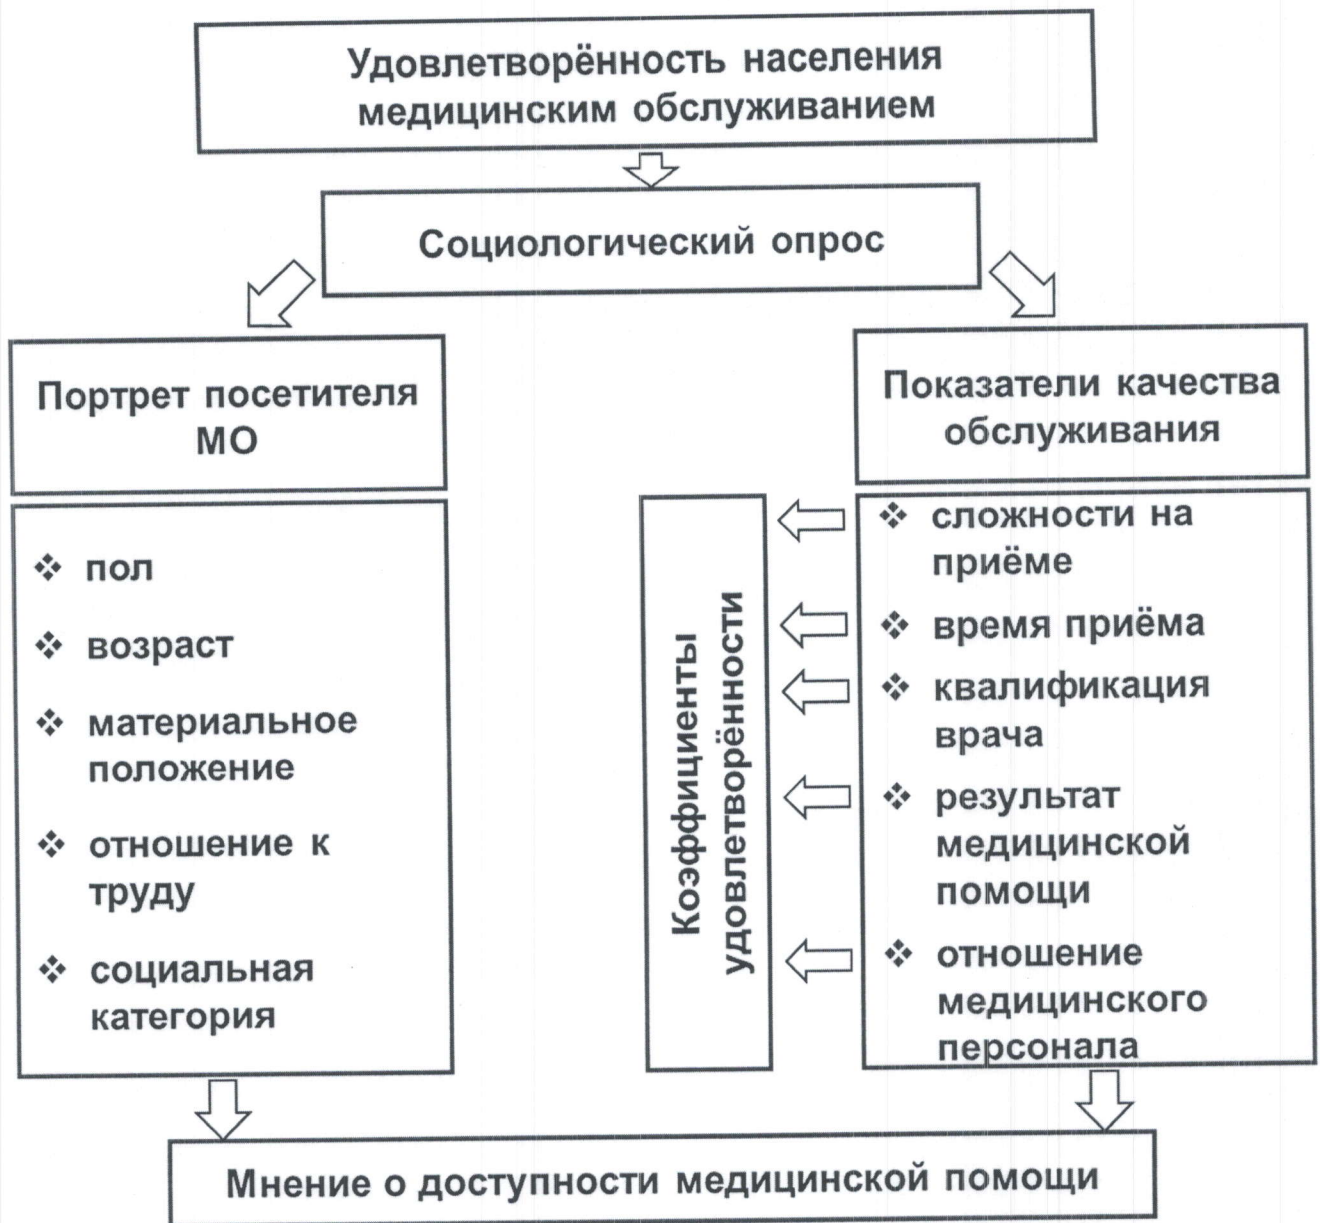 Удовлетворённость населения
медицинским обслуживанием
Социологический опрос
Портрет посетителя
МО
Показатели качества
обслуживания
❖ пол
❖ возраст
❖ материальное
положение
❖ отношение к
труду
❖ социальная
категория
Коэффициенты
удовлетворённости
❖ сложности на
приёме
❖ время приёма
❖ квалификация
врача
❖ результат
медицинской
помощи
❖ отношение
медицинского
персонала
Мнение о доступности медицинской помощи